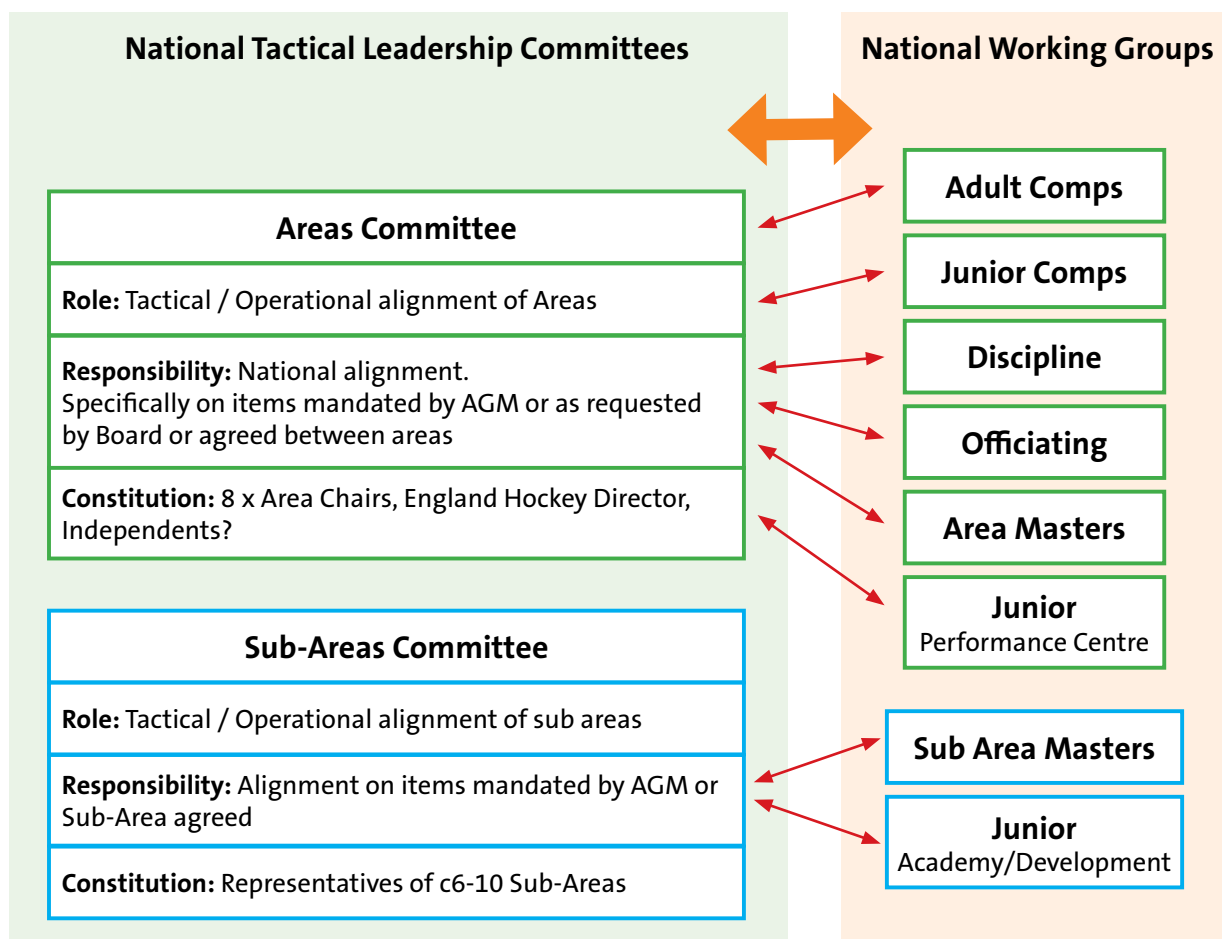 National Tactical Leadership Committees
Areas Committee
Role: Tactical / Operational alignment of Areas
Responsibility: National alignment.
Specifically on items mandated by AGM or as requested
by Board or agreed between areas
Constitution: 8 x Area Chairs, England Hockey Director,
Independents?
Sub-Areas Committee
Role: Tactical / Operational alignment of sub areas
Responsibility: Alignment on items mandated by AGM or
Sub-Area agreed
Constitution: Representatives of c6-10 Sub-Areas
National Working Groups
Adult Comps
Junior Comps
Discipline
Officiating
Area Masters
Junior
Performance Centre
Sub Area Masters
Junior
Academy/Development